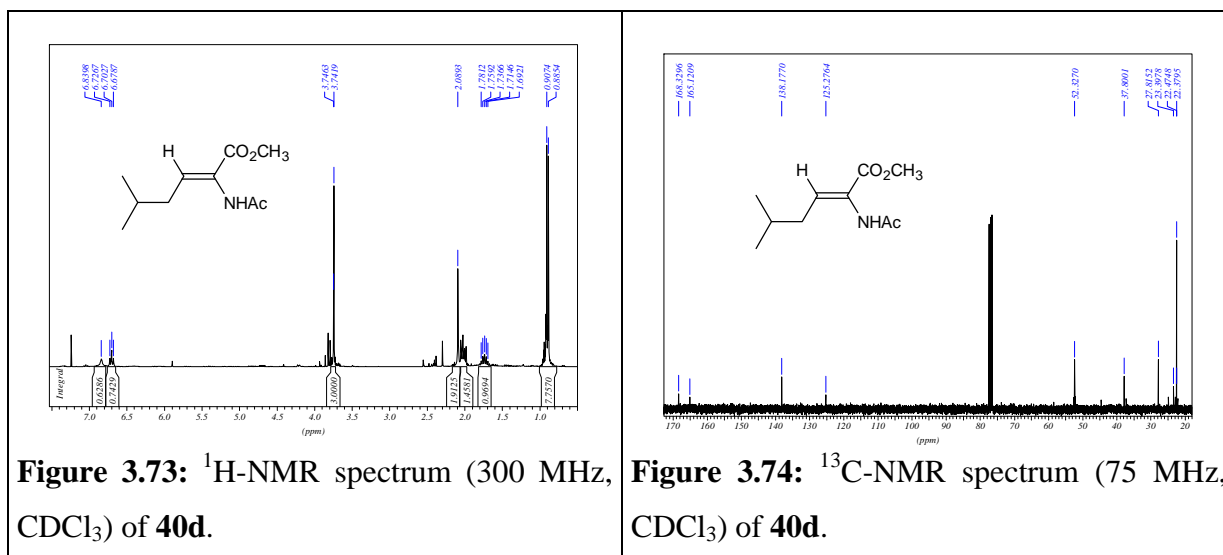 6.8398
6.7267
6.7027
6.6787
3.7463
3.7419
2.0893
1.7812
1.7592
1.7366
1.7146
1.6921
0.9074
0.8854
H
CO2CH3
NHAc
Integral
0.6286
0.7429
3.0000
1.9125
1.4581
0.9694
7.7570
7.0 6.5 6.0 5.5 5.0 4.5 4.0 3.5 3.0 2.5 2.0 1.5 1.0
(ppm)
Figure 3.73: 1H-NMR spectrum (300 MHz,
CDCl3) of 40d.
168.3296
165.1209
138.1770
125.2764
52.3270
37.8001
27.8152
23.3978
22.4748
22.3795
H
CO2CH3
NHAc
170 160 150 140 130 120 110 100 90 80 70 60 50 40 30 20
(ppm)
Figure 3.74: 13C-NMR spectrum (75 MHz,
CDCl3) of 40d.